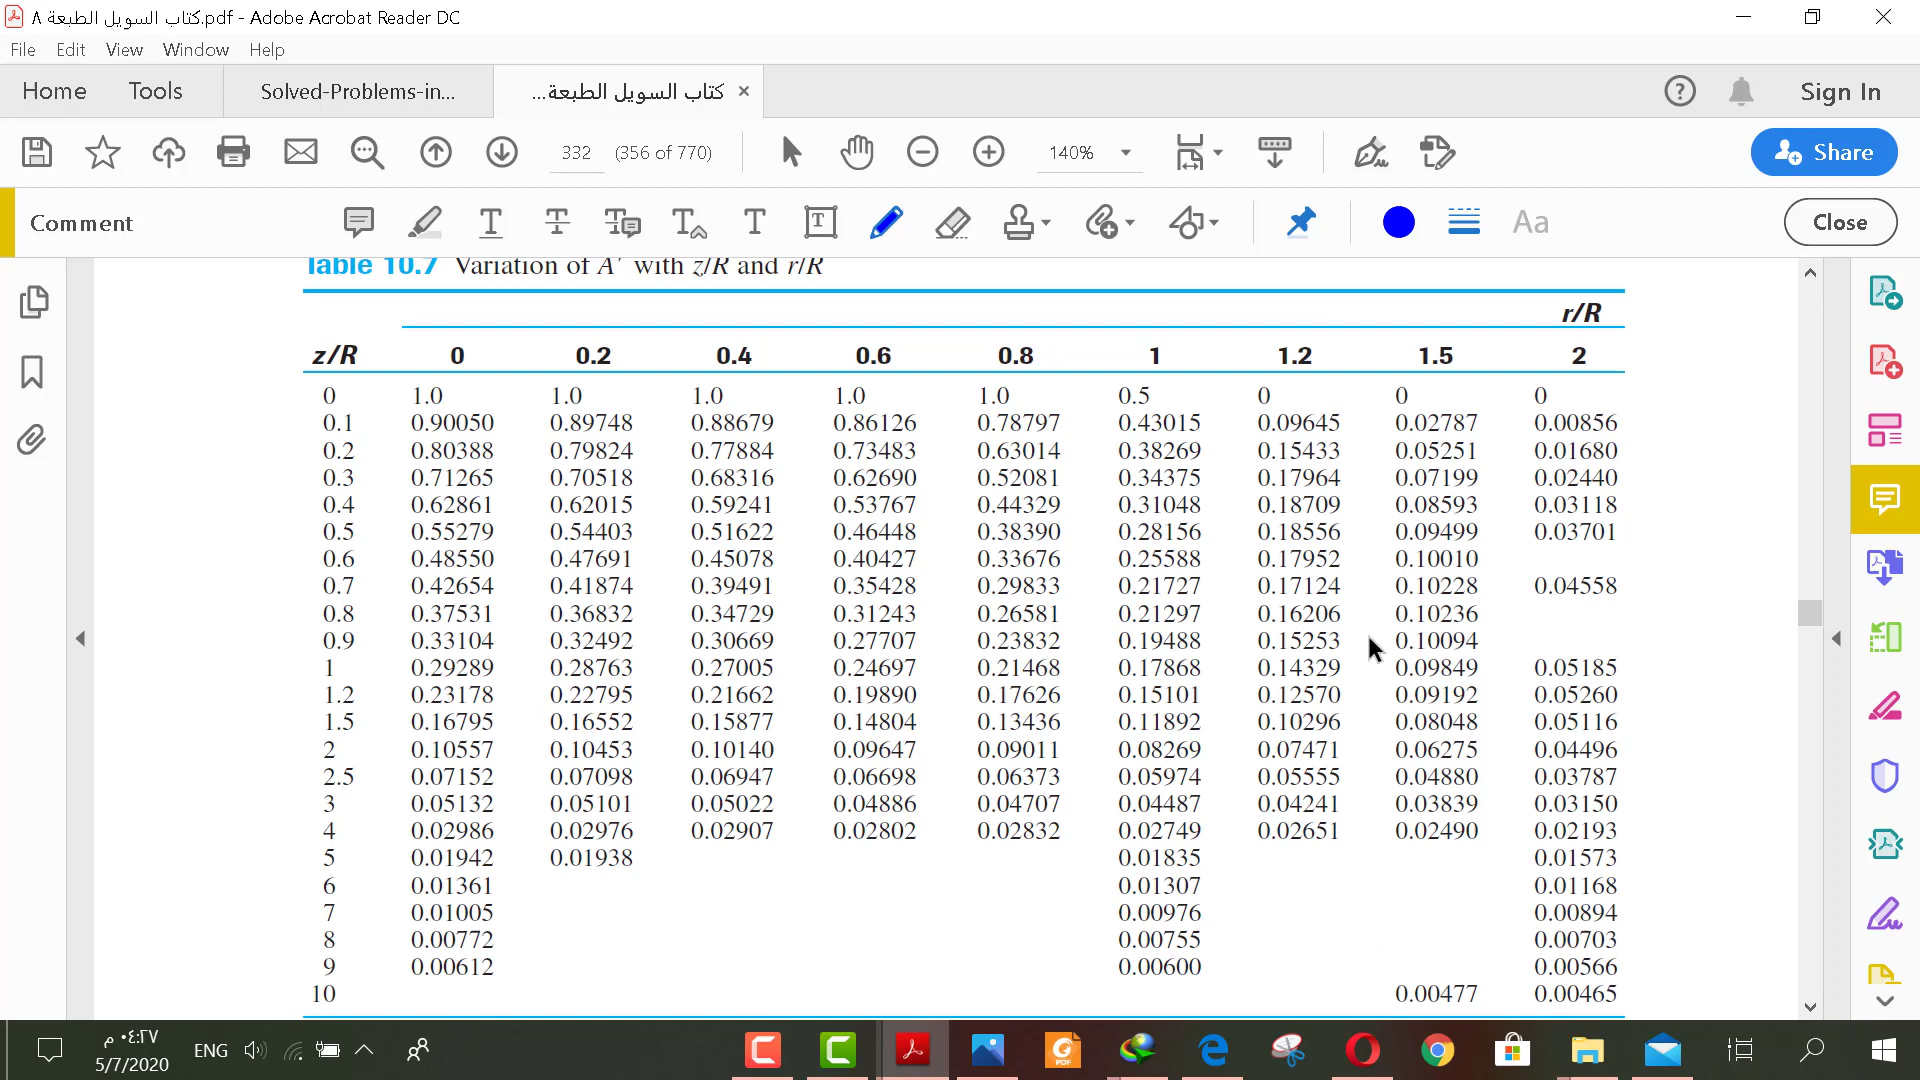 كتاب السويل الطبعة ٨.pdf - Adobe Acrobat Reader DC
File Edit View Window Help
Home Tools Solved-Problems-in... كتاب السويل الطبعة... × Sign In
332 (356 of 770) 140% Share
Comment Aa Close
Table 10.7 Variation of A′ with z/R and r/R
r/R
z/R 0 0.2 0.4 0.6 0.8 1 1.2 1.5 2
0 1.0 1.0 1.0 1.0 1.0 0.5 0 0 0
0.1 0.90050 0.89748 0.88679 0.86126 0.78797 0.43015 0.09645 0.02787 0.00856
0.2 0.80388 0.79824 0.77884 0.73483 0.63014 0.38269 0.15433 0.05251 0.01680
0.3 0.71265 0.70518 0.68316 0.62690 0.52081 0.34375 0.17964 0.07199 0.02440
0.4 0.62861 0.62015 0.59241 0.53767 0.44329 0.31048 0.18709 0.08593 0.03118
0.5 0.55279 0.54403 0.51622 0.46448 0.38390 0.28156 0.18556 0.09499 0.03701
0.6 0.48550 0.47691 0.45078 0.40427 0.33676 0.25588 0.17952 0.10010
0.7 0.42654 0.41874 0.39491 0.35428 0.29833 0.21727 0.17124 0.10228 0.04558
0.8 0.37531 0.36832 0.34729 0.31243 0.26581 0.21297 0.16206 0.10236
0.9 0.33104 0.32492 0.30669 0.27707 0.23832 0.19488 0.15253 0.10094
1 0.29289 0.28763 0.27005 0.24697 0.21468 0.17868 0.14329 0.09849 0.05185
1.2 0.23178 0.22795 0.21662 0.19890 0.17626 0.15101 0.12570 0.09192 0.05260
1.5 0.16795 0.16552 0.15877 0.14804 0.13436 0.11892 0.10296 0.08048 0.05116
2 0.10557 0.10453 0.10140 0.09647 0.09011 0.08269 0.07471 0.06275 0.04496
2.5 0.07152 0.07098 0.06947 0.06698 0.06373 0.05974 0.05555 0.04880 0.03787
3 0.05132 0.05101 0.05022 0.04886 0.04707 0.04487 0.04241 0.03839 0.03150
4 0.02986 0.02976 0.02907 0.02802 0.02832 0.02749 0.02651 0.02490 0.02193
5 0.01942 0.01938 0.01835 0.01573
6 0.01361 0.01307 0.01168
7 0.01005 0.00976 0.00894
8 0.00772 0.00755 0.00703
9 0.00612 0.00600 0.00566
10 0.00477 0.00465
٠٤:٢٧ م
5/7/2020 ENG